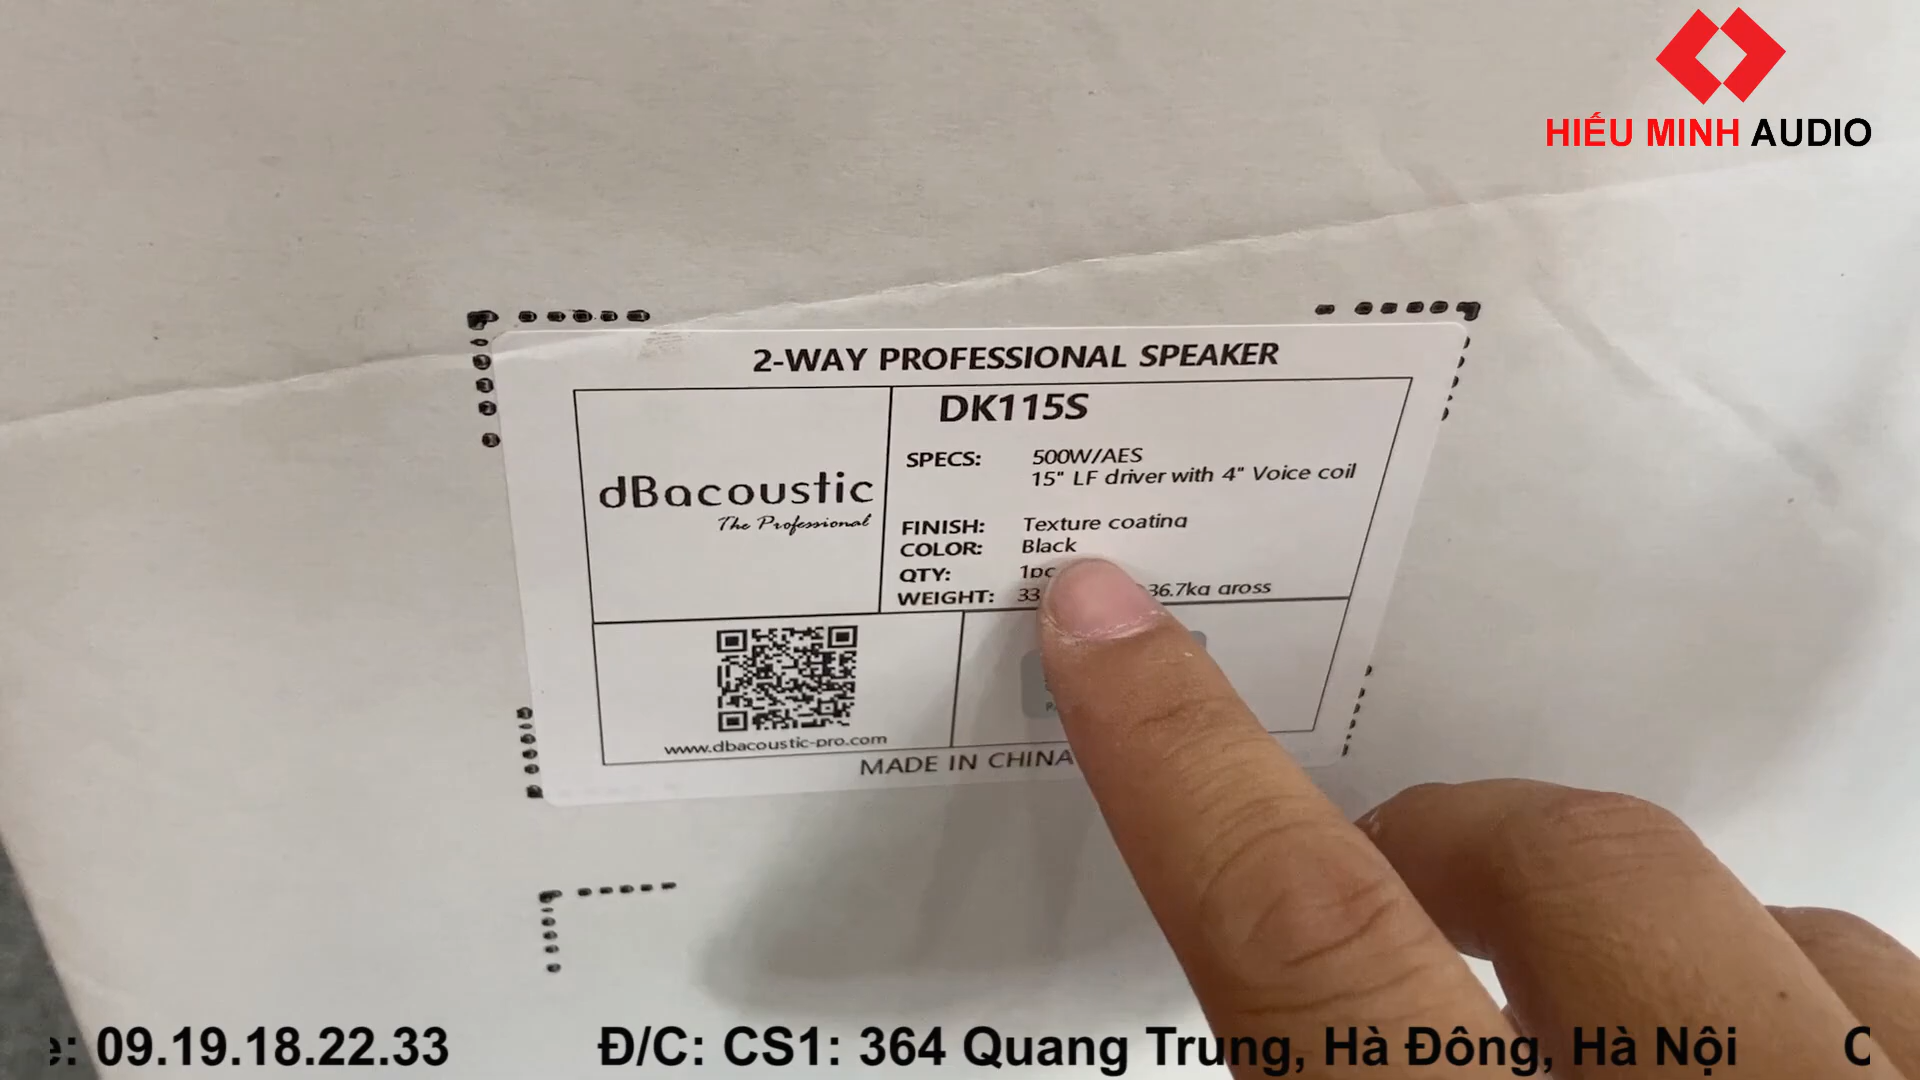 HIẾU MINH AUDIO
2-WAY PROFESSIONAL SPEAKER
DK115S
SPECS: 500W/AES
15" LF driver with 4" Voice coil
dBacoustic
The Professional
FINISH: Texture coating
COLOR: Black
QTY: 1pc
WEIGHT: 33 36.7kg gross
www.dbacoustic-pro.com
MADE IN CHINA
09.19.18.22.33 Đ/C: CS1: 364 Quang Trung, Hà Đông, Hà Nội